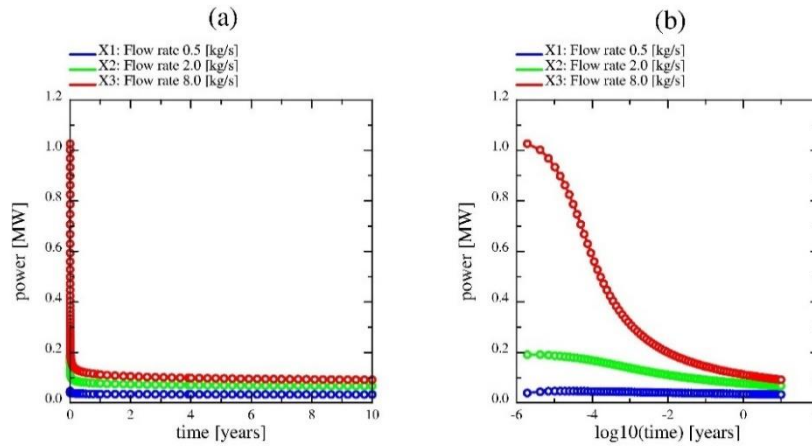 (a)
X1: Flow rate 0.5 [kg/s]
X2: Flow rate 2.0 [kg/s]
X3: Flow rate 8.0 [kg/s]
1.2
1.0
0.8
0.6
0.4
0.2
0.0
power [MW]
0 2 4 6 8 10
time [years]
(b)
X1: Flow rate 0.5 [kg/s]
X2: Flow rate 2.0 [kg/s]
X3: Flow rate 8.0 [kg/s]
1.2
1.0
0.8
0.6
0.4
0.2
0.0
power [MW]
-6 -4 -2 0
log10(time) [years]